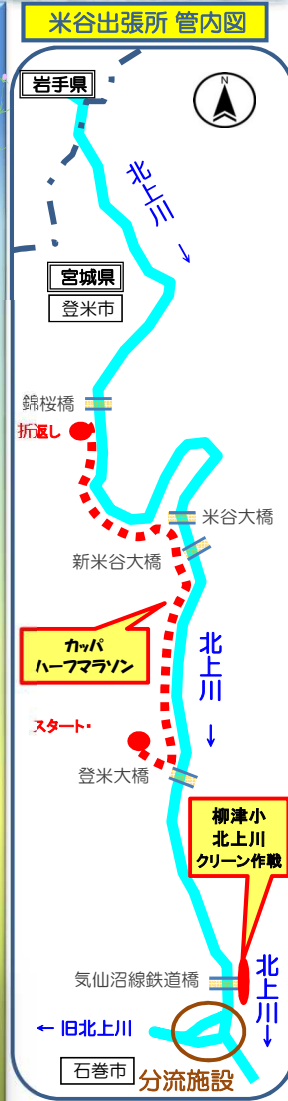 米谷出張所 管内図
N
岩手県
北上川
↓
宮城県
登米市
錦桜橋
折返し
米谷大橋
新米谷大橋
カッパ
ハーフマラソン
北上川
↓
スタート・
登米大橋
柳津小
北上川
クリーン作戦
気仙沼線鉄道橋
北上川
↓
← 旧北上川
石巻市
分流施設